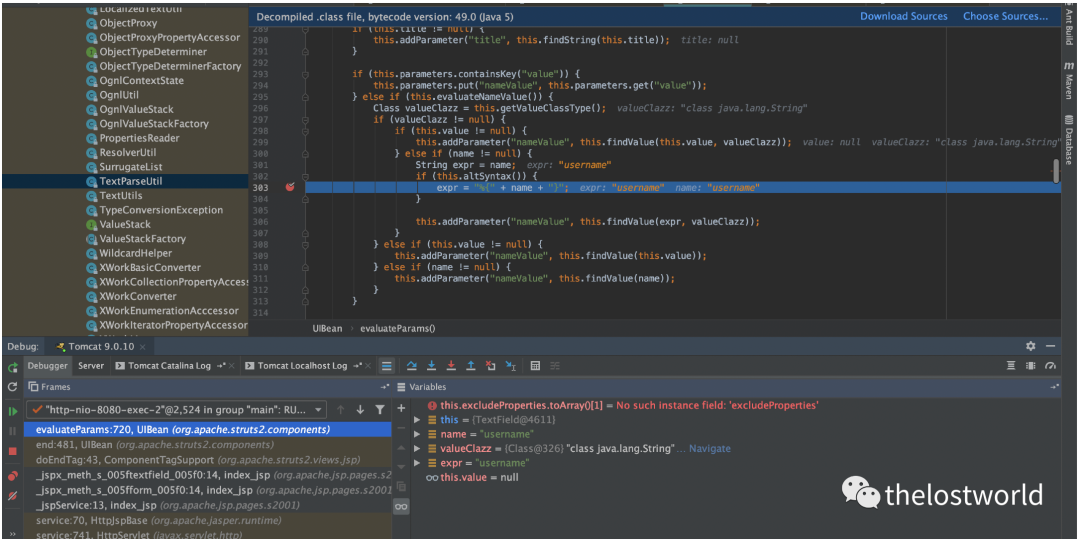 LocalizedTextUtil
ObjectProxy
ObjectProxyPropertyAccessor
ObjectTypeDeterminer
ObjectTypeDeterminerFactory
OgnlContextState
OgnlUtil
OgnlValueStack
OgnlValueStackFactory
PropertiesReader
ResolverUtil
SurrugateList
TextParseUtil
TextUtils
TypeConversionException
ValueStack
ValueStackFactory
WildcardHelper
XWorkBasicConverter
XWorkCollectionPropertyAccess
XWorkConverter
XWorkEnumerationAcccessor
XWorkIteratorPropertyAccessor
Decompiled .class file, bytecode version: 49.0 (Java 5) Download Sources Choose Sources...
289 if (this.title != null) {
290 this.addParameter("title", this.findString(this.title)); title: null
291 }
292
293 if (this.parameters.containsKey("value")) {
294 this.parameters.put("nameValue", this.parameters.get("value"));
295 } else if (this.evaluateNameValue()) {
296 Class valueClazz = this.getValueClassType(); valueClazz: "class java.lang.String"
297 if (valueClazz != null) {
298 if (this.value != null) {
299 this.addParameter("nameValue", this.findValue(this.value, valueClazz)); value: null valueClazz: "class java.lang.String"
300 } else if (name != null) {
301 String expr = name; expr: "username"
302 if (this.altSyntax()) {
303 expr = "%{" + name + "}"; expr: "username" name: "username"
304 }
305
306 this.addParameter("nameValue", this.findValue(expr, valueClazz));
307 }
308 } else if (this.value != null) {
309 this.addParameter("nameValue", this.findValue(this.value));
310 } else if (name != null) {
311 this.addParameter("nameValue", this.findValue(name));
312 }
313 }
314
UIBean › evaluateParams()
Ant Build
m Maven
Database
Debug: Tomcat 9.0.10 ×
Debugger Server Tomcat Catalina Log →* × Tomcat Localhost Log →* ×
Frames
"http-nio-8080-exec-2"@2,524 in group "main": RU...
evaluateParams:720, UIBean (org.apache.struts2.components)
end:481, UIBean (org.apache.struts2.components)
doEndTag:43, ComponentTagSupport (org.apache.struts2.views.jsp)
_jspx_meth_s_005ftextfield_005f0:14, index_jsp (org.apache.jsp.pages.s2
_jspx_meth_s_005fform_005f0:14, index_jsp (org.apache.jsp.pages.s2001
_jspService:13, index_jsp (org.apache.jsp.pages.s2001)
service:70, HttpJspBase (org.apache.jasper.runtime)
service:741, HttpServlet (javax.servlet.http)
Variables
this.excludeProperties.toArray()[1] = No such instance field: 'excludeProperties'
this = {TextField@4611}
name = "username"
valueClazz = {Class@326} "class java.lang.String" ... Navigate
expr = "username"
this.value = null
thelostworld